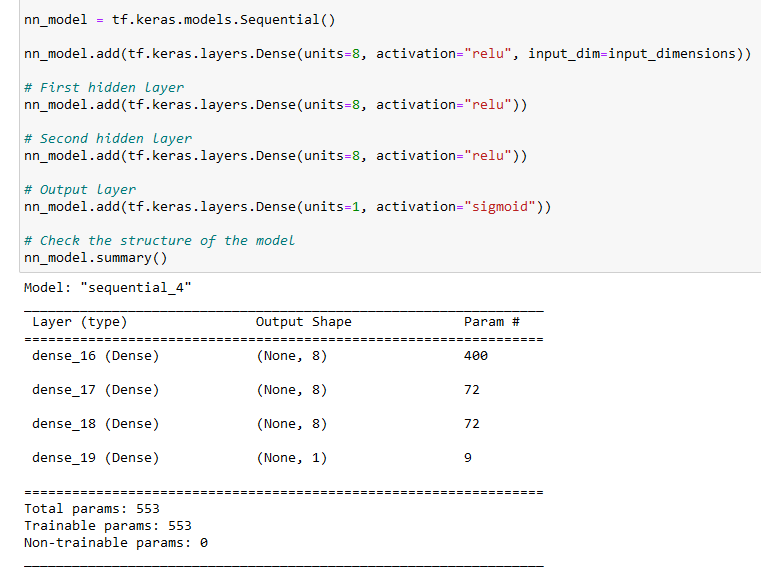 nn_model = tf.keras.models.Sequential()
nn_model.add(tf.keras.layers.Dense(units=8, activation="relu", input_dim=input_dimensions))
# First hidden layer
nn_model.add(tf.keras.layers.Dense(units=8, activation="relu"))
# Second hidden layer
nn_model.add(tf.keras.layers.Dense(units=8, activation="relu"))
# Output layer
nn_model.add(tf.keras.layers.Dense(units=1, activation="sigmoid"))
# Check the structure of the model
nn_model.summary()
Model: "sequential_4"
_________________________________________________________________
Layer (type) Output Shape Param #
=================================================================
dense_16 (Dense) (None, 8) 400
dense_17 (Dense) (None, 8) 72
dense_18 (Dense) (None, 8) 72
dense_19 (Dense) (None, 1) 9
=================================================================
Total params: 553
Trainable params: 553
Non-trainable params: 0
_________________________________________________________________